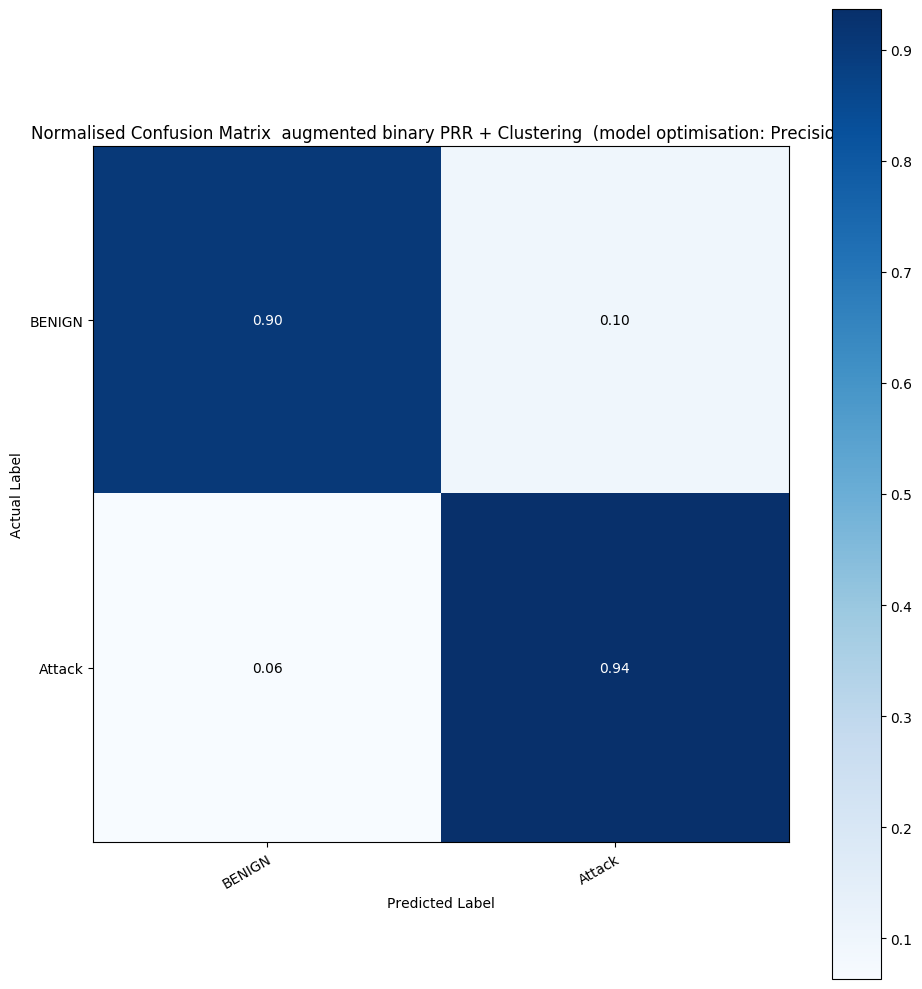 Normalised Confusion Matrix  augmented binary PRR + Clustering  (model optimisation: Precisio
0.9
0.8
0.7
0.6
0.5
0.4
0.3
0.2
0.1
BENIGN
0.90
0.10
Actual Label
Attack
0.06
0.94
BENIGN
Attack
Predicted Label